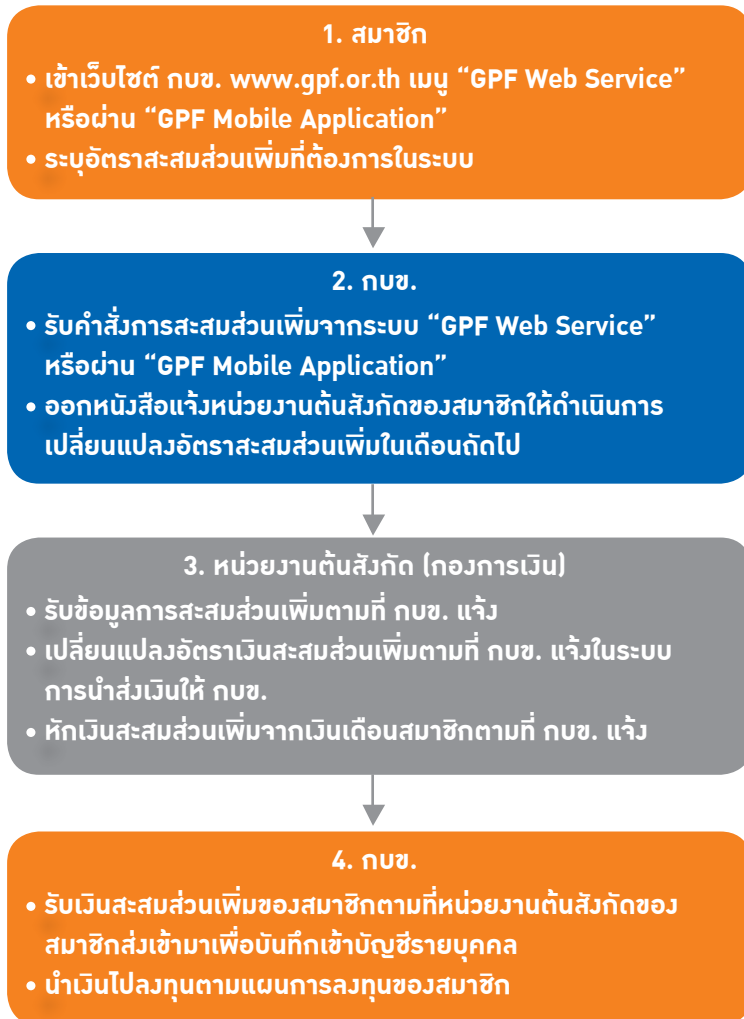 1. สมาชิก
• เข้าเว็บไซต์ กบข. www.gpf.or.th เมนู “GPF Web Service”
หรือผ่าน “GPF Mobile Application”
• ระบุอัตราสะสมส่วนเพิ่มที่ต้องการในระบบ
2. กบข.
• รับคำสั่งการสะสมส่วนเพิ่มจากระบบ “GPF Web Service”
หรือผ่าน “GPF Mobile Application”
• ออกหนังสือแจ้งหน่วยงานต้นสังกัดของสมาชิกให้ดำเนินการ
เปลี่ยนแปลงอัตราสะสมส่วนเพิ่มในเดือนถัดไป
3. หน่วยงานต้นสังกัด (กองการเงิน)
• รับข้อมูลการสะสมส่วนเพิ่มตามที่ กบข. แจ้ง
• เปลี่ยนแปลงอัตราเงินสะสมส่วนเพิ่มตามที่ กบข. แจ้งในระบบ
การนำส่งเงินให้ กบข.
• หักเงินสะสมส่วนเพิ่มจากเงินเดือนสมาชิกตามที่ กบข. แจ้ง
4. กบข.
• รับเงินสะสมส่วนเพิ่มของสมาชิกตามที่หน่วยงานต้นสังกัดของ
สมาชิกส่งเข้ามาเพื่อบันทึกเข้าบัญชีรายบุคคล
• นำเงินไปลงทุนตามแผนการลงทุนของสมาชิก